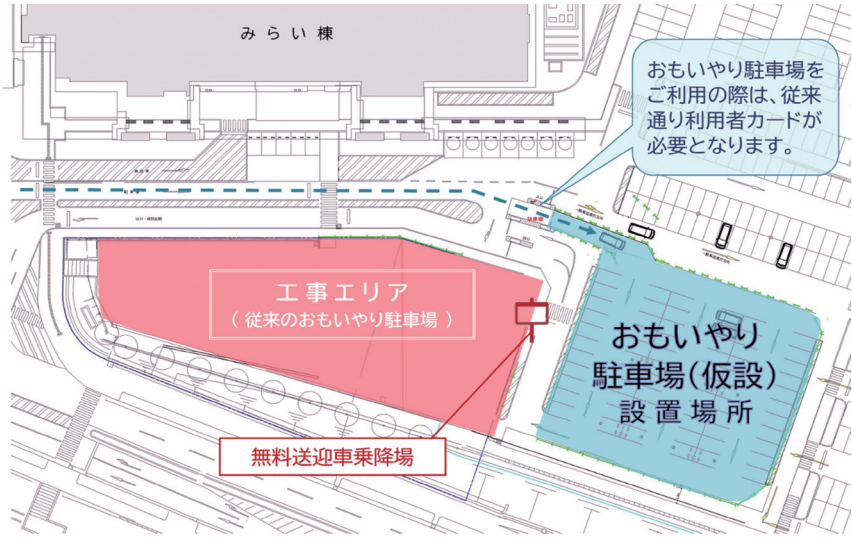 みらい棟
おもいやり駐車場を
ご利用の際は、従来
通り利用者カードが
必要となります。
工事エリア
（従来のおもいやり駐車場）
おもいやり
駐車場（仮設）
設置場所
無料送迎車乗降場